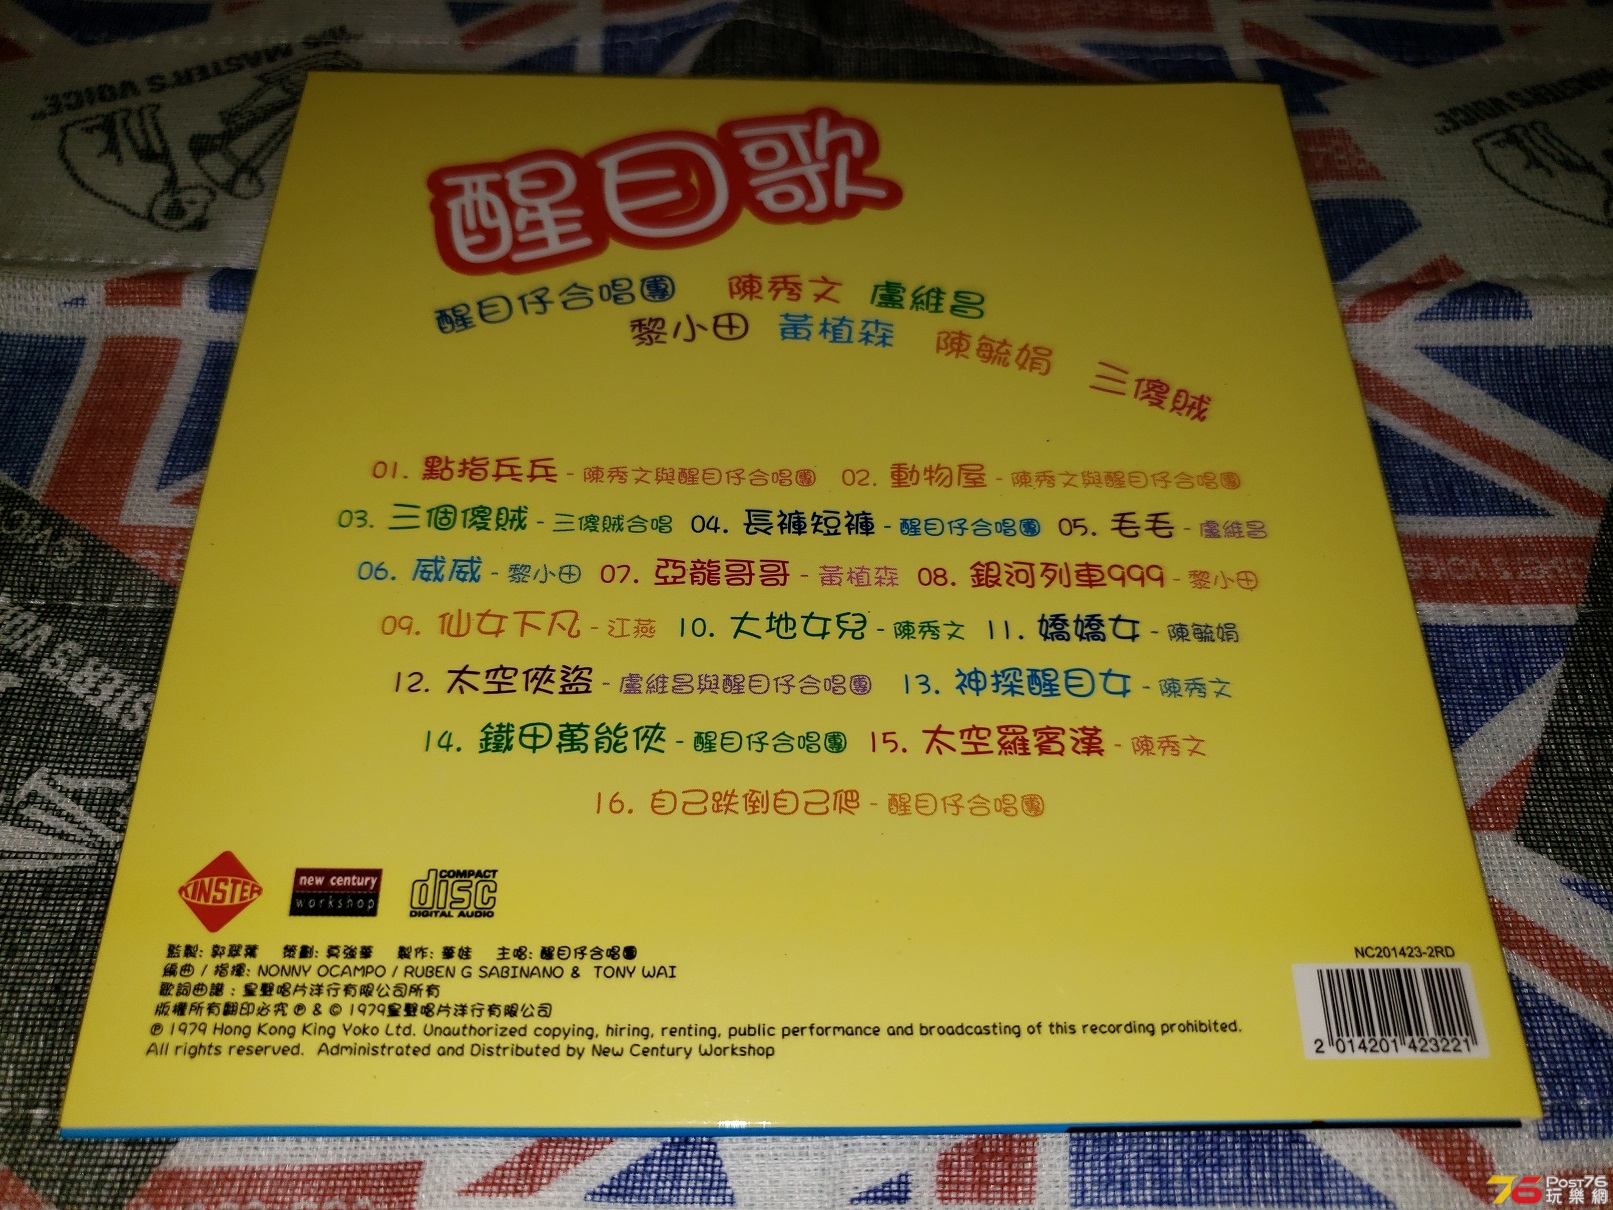 HIS MASTER'S VOICE
醒目歌
醒目仔合唱團 陳秀文 盧維昌
黎小田 黃植森 陳毓娟 三傻賊
01. 點指兵兵 - 陳秀文與醒目仔合唱團 02. 動物屋 - 陳秀文與醒目仔合唱團
03. 三個傻賊 - 三傻賊合唱 04. 長褲短褲 - 醒目仔合唱團 05. 毛毛 - 盧維昌
06. 威威 - 黎小田 07. 亞龍哥哥 - 黃植森 08. 銀河列車999 - 黎小田
09. 仙女下凡 - 江燕 10. 大地女兒 - 陳秀文 11. 嬌嬌女 - 陳毓娟
12. 太空俠盜 - 盧維昌與醒目仔合唱團 13. 神探醒目女 - 陳秀文
14. 鐵甲萬能俠 - 醒目仔合唱團 15. 太空羅賓漢 - 陳秀文
16. 自己跌倒自己爬 - 醒目仔合唱團
KINSTER
new century
workshop
COMPACT
disc
DIGITAL AUDIO
監製: 郭翠葉 策劃: 莫強華 製作: 華娃 主唱: 醒目仔合唱團
編曲 / 指揮: NONNY OCAMPO / RUBEN G SABINANO & TONY WAI
歌詞曲譜 : 皇聲唱片洋行有限公司所有
版權所有翻印必究 ℗ & © 1979皇聲唱片洋行有限公司
℗ 1979 Hong Kong King Yoko Ltd. Unauthorized copying, hiring, renting, public performance and broadcasting of this recording prohibited.
All rights reserved. Administrated and Distributed by New Century Workshop
NC201423-2RD
2 014201 423221
76 Post76
玩樂網